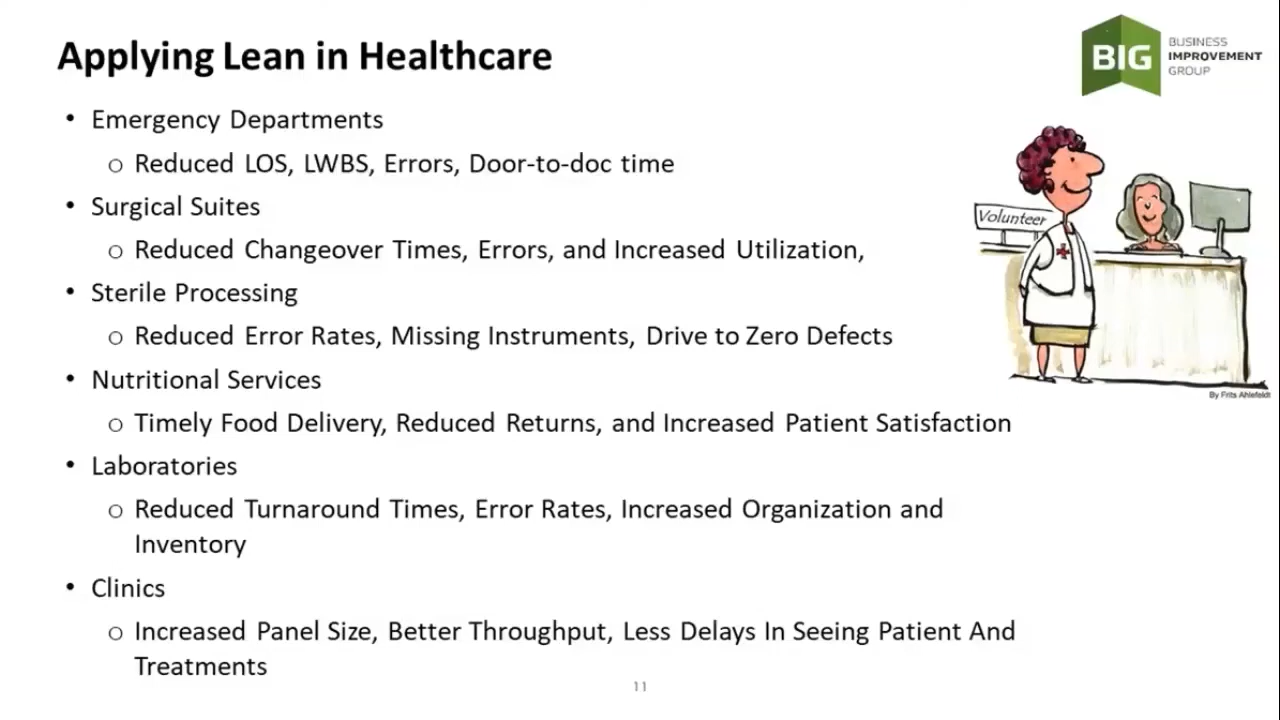 Applying Lean in Healthcare
BIG
BUSINESS
IMPROVEMENT
GROUP
• Emergency Departments
o Reduced LOS, LWBS, Errors, Door-to-doc time
• Surgical Suites
o Reduced Changeover Times, Errors, and Increased Utilization,
• Sterile Processing
o Reduced Error Rates, Missing Instruments, Drive to Zero Defects
• Nutritional Services
o Timely Food Delivery, Reduced Returns, and Increased Patient Satisfaction
• Laboratories
o Reduced Turnaround Times, Error Rates, Increased Organization and
Inventory
• Clinics
o Increased Panel Size, Better Throughput, Less Delays In Seeing Patient And
Treatments
Volunteer
By Frits Ahlefeldt
11